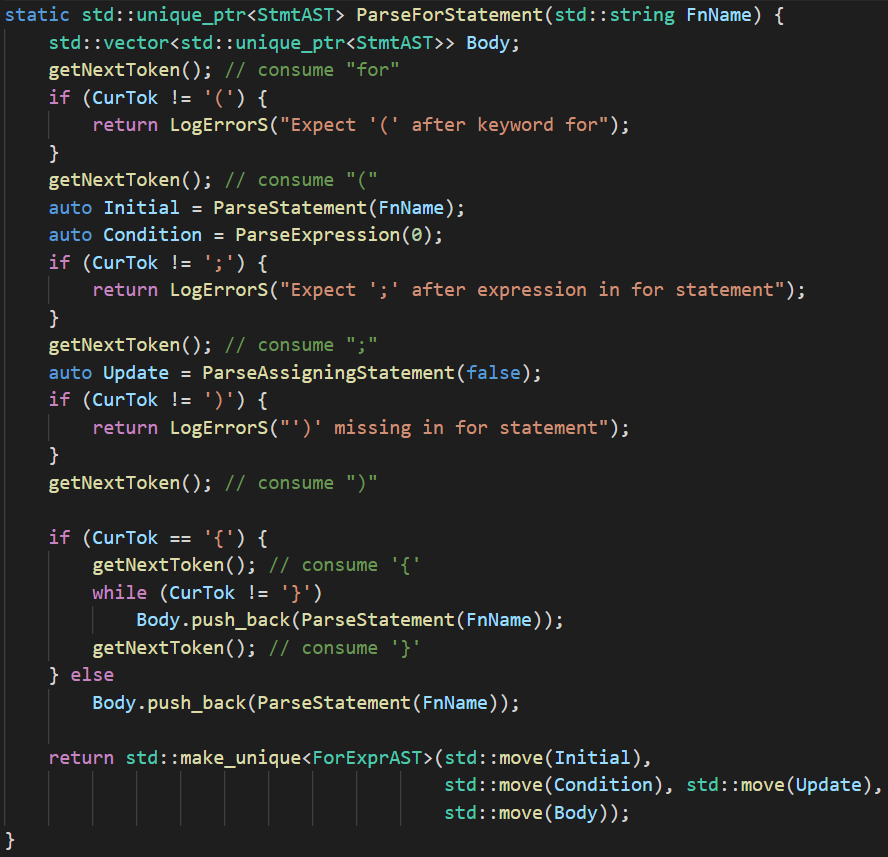 static std::unique_ptr<StmtAST> ParseForStatement(std::string FnName) {
    std::vector<std::unique_ptr<StmtAST>> Body;
    getNextToken(); // consume "for"
    if (CurTok != '(') {
        return LogErrorS("Expect '(' after keyword for");
    }
    getNextToken(); // consume "("
    auto Initial = ParseStatement(FnName);
    auto Condition = ParseExpression(0);
    if (CurTok != ';') {
        return LogErrorS("Expect ';' after expression in for statement");
    }
    getNextToken(); // consume ";"
    auto Update = ParseAssigningStatement(false);
    if (CurTok != ')') {
        return LogErrorS("')' missing in for statement");
    }
    getNextToken(); // consume ")"

    if (CurTok == '{') {
        getNextToken(); // consume '{'
        while (CurTok != '}')
            Body.push_back(ParseStatement(FnName));
        getNextToken(); // consume '}'
    } else
        Body.push_back(ParseStatement(FnName));

    return std::make_unique<ForExprAST>(std::move(Initial),
                                        std::move(Condition), std::move(Update),
                                        std::move(Body));
}